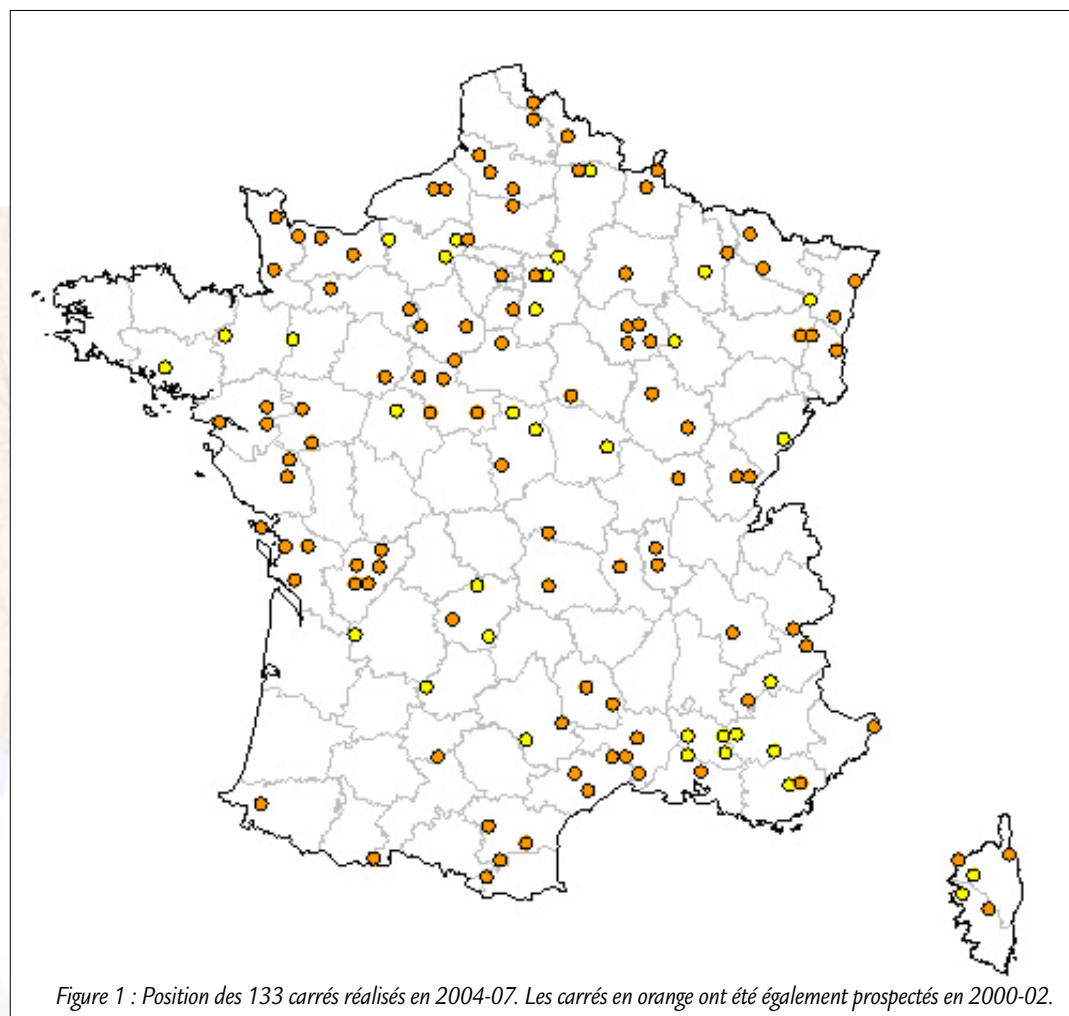 Figure 1 : Position des 133 carrés réalisés en 2004-07. Les carrés en orange ont été également prospectés en 2000-02.